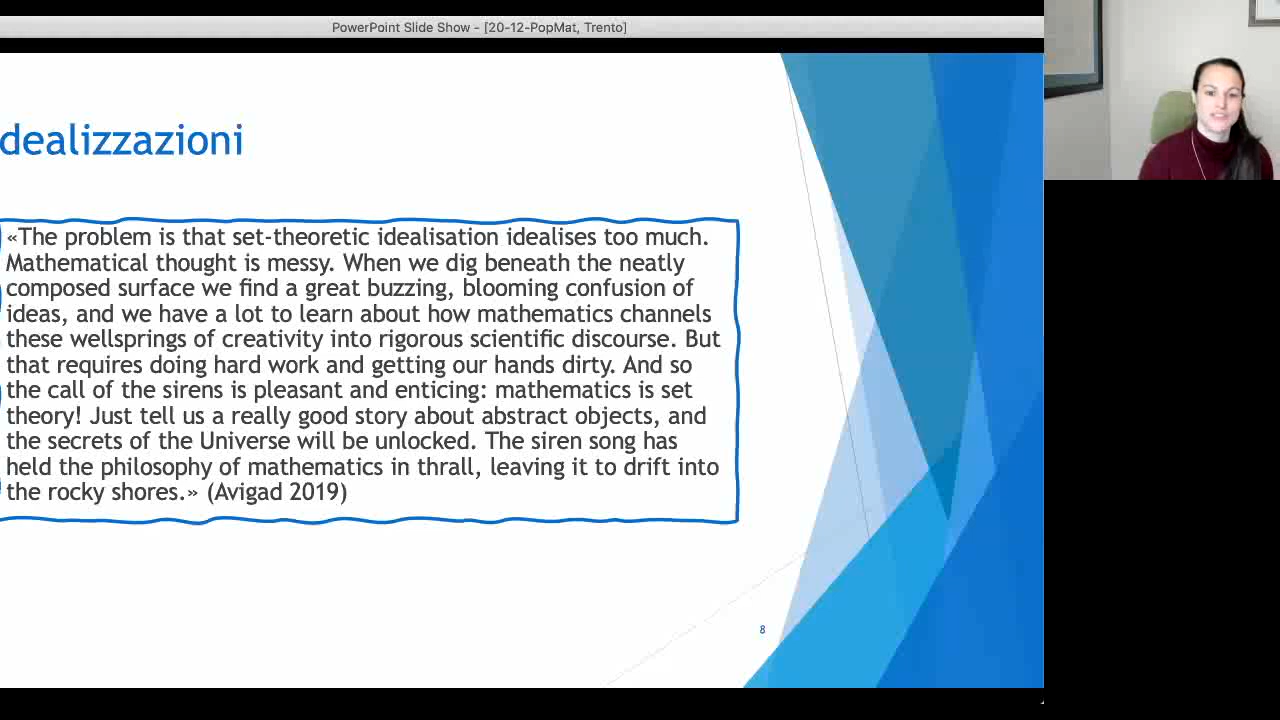 PowerPoint Slide Show - [20-12-PopMat, Trento]
dealizzazioni
«The problem is that set-theoretic idealisation idealises too much.
Mathematical thought is messy. When we dig beneath the neatly
composed surface we find a great buzzing, blooming confusion of
ideas, and we have a lot to learn about how mathematics channels
these wellsprings of creativity into rigorous scientific discourse. But
that requires doing hard work and getting our hands dirty. And so
the call of the sirens is pleasant and enticing: mathematics is set
theory! Just tell us a really good story about abstract objects, and
the secrets of the Universe will be unlocked. The siren song has
held the philosophy of mathematics in thrall, leaving it to drift into
the rocky shores.» (Avigad 2019)
8